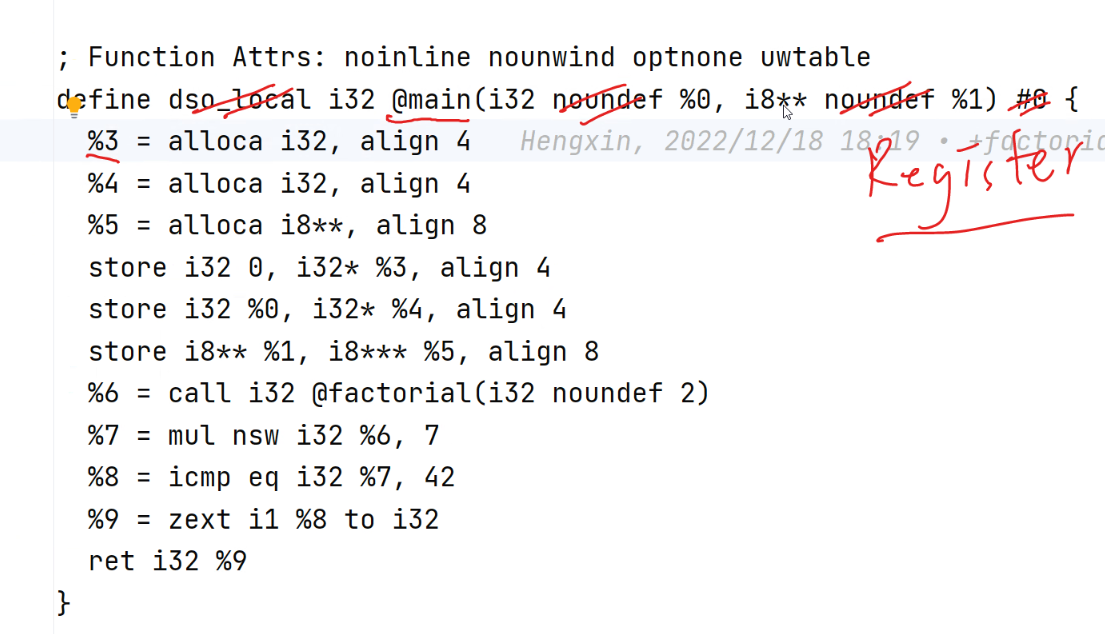 ; Function Attrs: noinline nounwind optnone uwtable
define dso_local i32 @main(i32 noundef %0, i8** noundef %1) #0 {
%3 = alloca i32, align 4 Hengxin, 2022/12/18 18:19 • +factoria
Register
%4 = alloca i32, align 4
%5 = alloca i8**, align 8
store i32 0, i32* %3, align 4
store i32 %0, i32* %4, align 4
store i8** %1, i8*** %5, align 8
%6 = call i32 @factorial(i32 noundef 2)
%7 = mul nsw i32 %6, 7
%8 = icmp eq i32 %7, 42
%9 = zext i1 %8 to i32
ret i32 %9
}